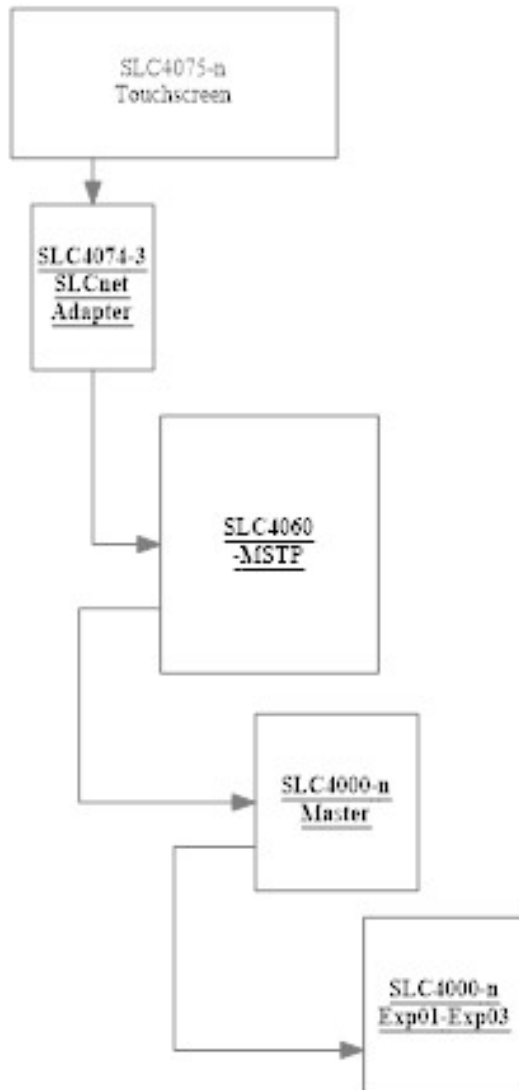 SLC4075-n
Touchscreen
SLC4074-3
SLCnet
Adapter
SLC4060
-MSTP
SLC4000-n
Master
SLC4000-n
Exp01-Exp03